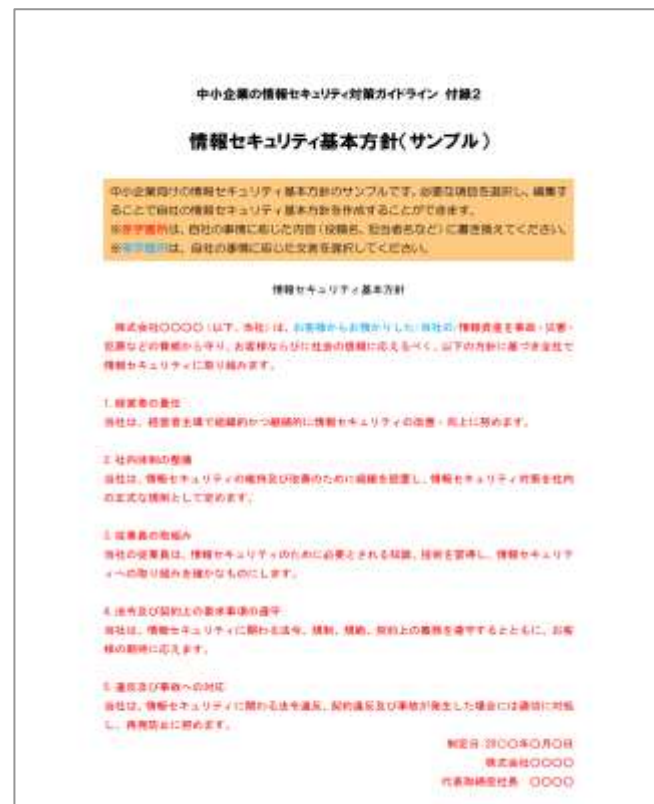 中小企業の情報セキュリティ対策ガイドライン 付録2
情報セキュリティ基本方針(サンプル)
中小企業向けの情報セキュリティ基本方針のサンプルです。必要な項目を選択し、編集す
ることで自社の情報セキュリティ基本方針を作成することができます。
※赤字箇所は、自社の事情に応じた内容(役職名、担当者名など)に書き換えてください。
※青字箇所は、自社の事情に応じた文言を選択してください。
情報セキュリティ基本方針
株式会社○○○○(以下、当社)は、お客様からお預かりした/当社の/情報資産を事故・災害・
犯罪などの脅威から守り、お客様ならびに社会の信頼に応えるべく、以下の方針に基づき全社で
情報セキュリティに取り組みます。
1.経営者の責任
当社は、経営者主導で組織的かつ継続的に情報セキュリティの改善・向上に努めます。
2.社内体制の整備
当社は、情報セキュリティの維持及び改善のために組織を設置し、情報セキュリティ対策を社内
の正式な規則として定めます。
3.従業員の取組み
当社の従業員は、情報セキュリティのために必要とされる知識、技術を習得し、情報セキュリテ
ィへの取り組みを確かなものにします。
4.法令及び契約上の要求事項の遵守
当社は、情報セキュリティに関わる法令、規制、規範、契約上の義務を遵守するとともに、お客
様の期待に応えます。
5.違反及び事故への対応
当社は、情報セキュリティに関わる法令違反、契約違反及び事故が発生した場合には適切に対処
し、再発防止に努めます。
制定日:20○○年○月○日
株式会社○○○○
代表取締役社長 ○○○○